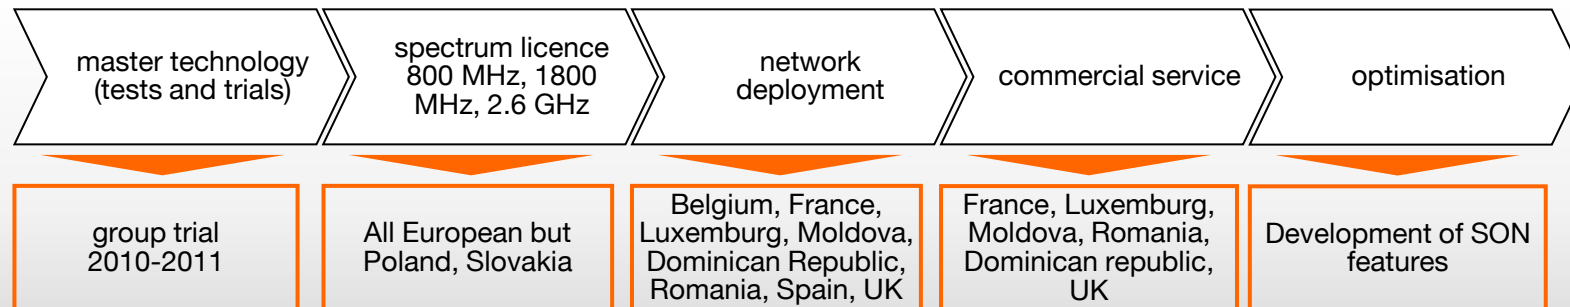 master technology
(tests and trials)
spectrum licence
800 MHz, 1800
MHz, 2.6 GHz
network
deployment
commercial service
optimisation
group trial
2010-2011
All European but
Poland, Slovakia
Belgium, France,
Luxemburg, Moldova,
Dominican Republic,
Romania, Spain, UK
France, Luxemburg,
Moldova, Romania,
Dominican republic,
UK
Development of SON
features